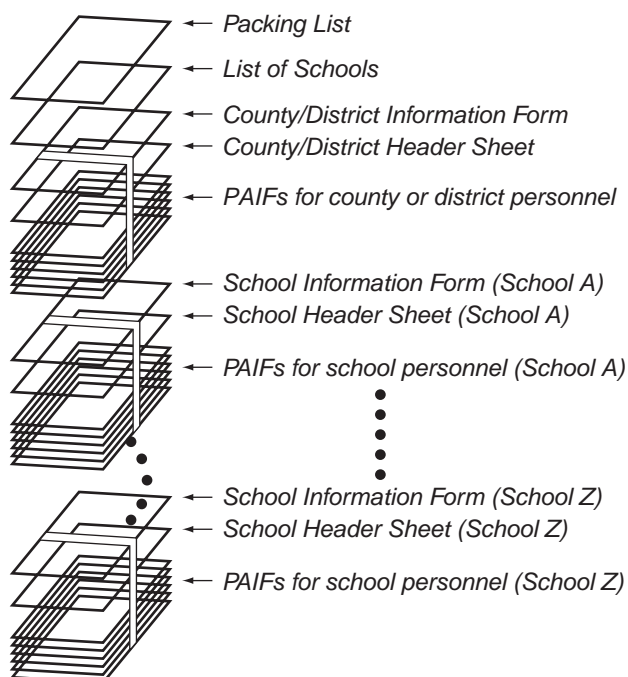 Packing List
List of Schools
County/District Information Form
County/District Header Sheet
PAIFs for county or district personnel
School Information Form (School A)
School Header Sheet (School A)
PAIFs for school personnel (School A)
School Information Form (School Z)
School Header Sheet (School Z)
PAIFs for school personnel (School Z)